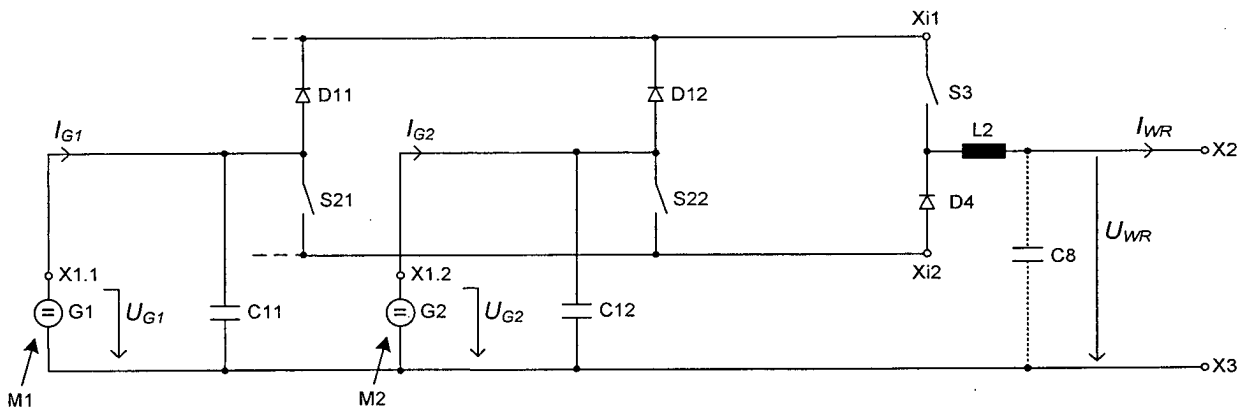 Xi1
D11
D12
S3
I_G1
I_G2
L2
I_WR
X2
S21
S22
D4
U_WR
X1.1
X1.2
Xi2
C8
G1
U_G1
C11
G2
U_G2
C12
X3
M1
M2